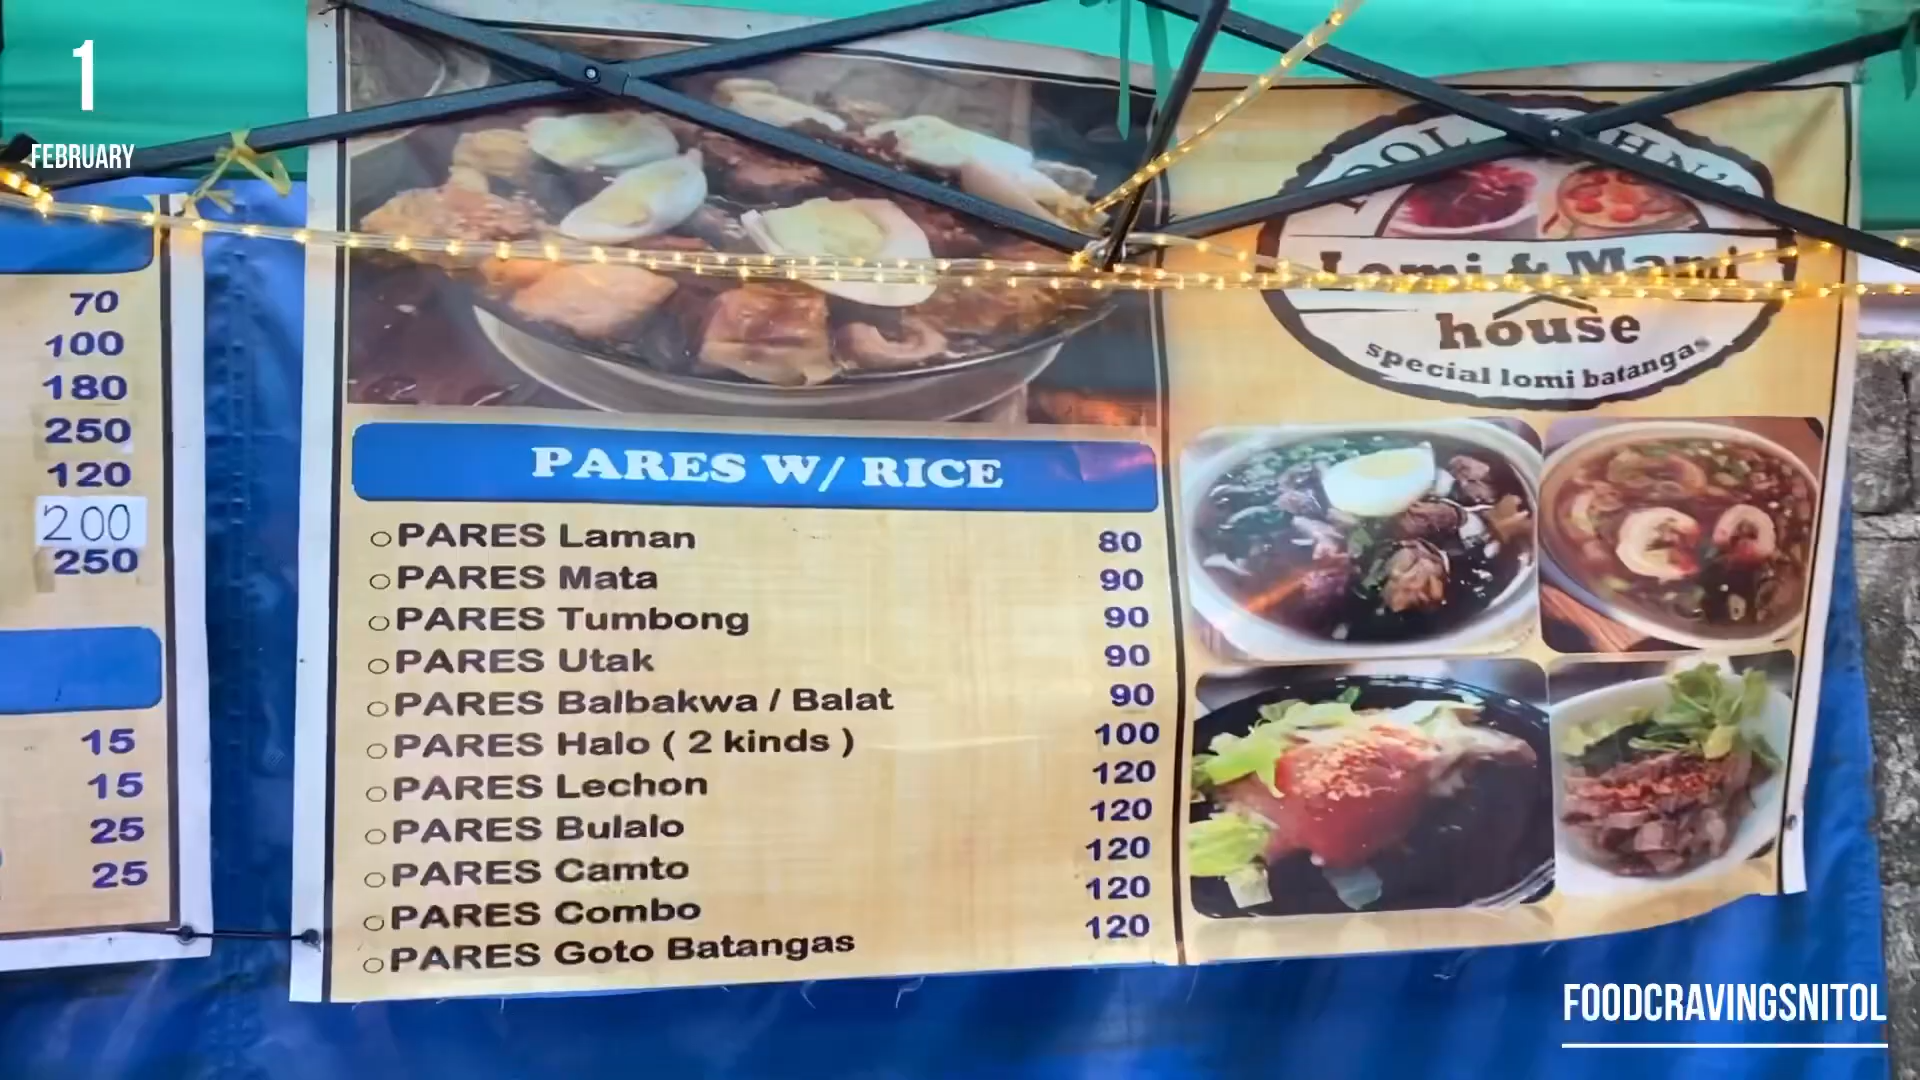 1
FEBRUARY
70
100
180
250
120
200
250
15
15
25
25
PARES W/ RICE
PARES Laman 80
PARES Mata 90
PARES Tumbong 90
PARES Utak 90
PARES Balbakwa / Balat 90
PARES Halo ( 2 kinds ) 100
PARES Lechon 120
PARES Bulalo 120
PARES Camto 120
PARES Combo 120
PARES Goto Batangas 120
Lomi & Mami
house
special lomi batangas
FOODCRAVINGSNITOL